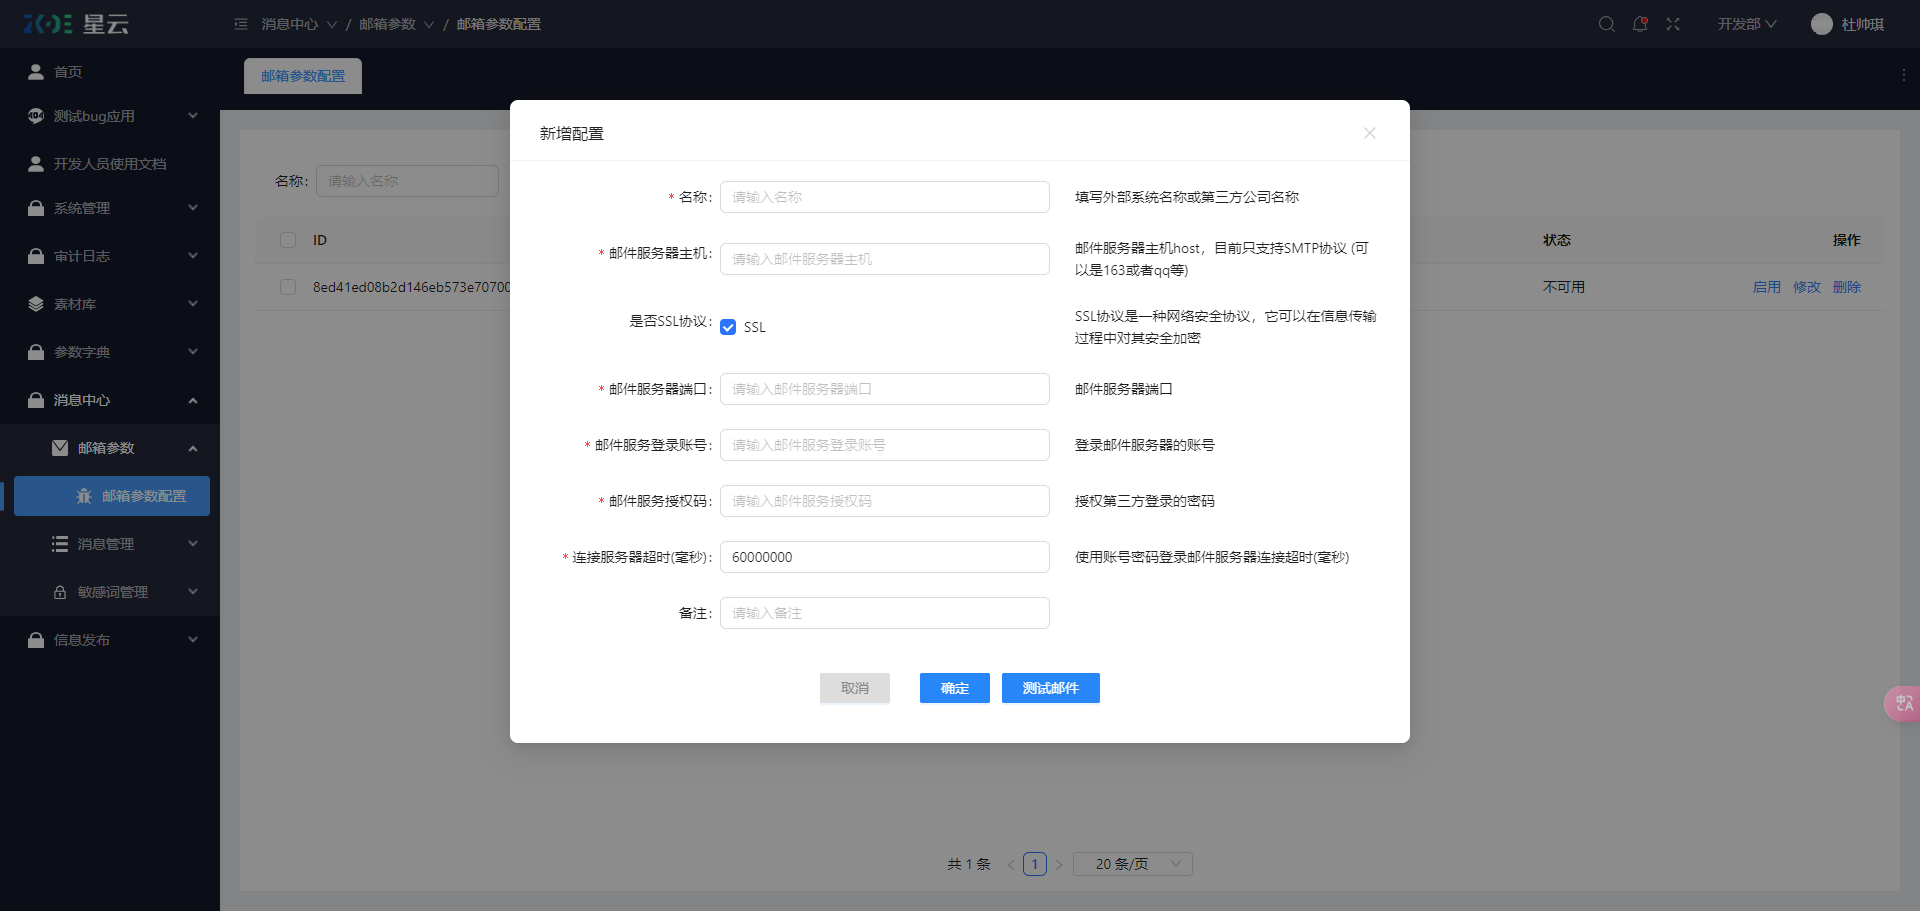 星云
消息中心 / 邮箱参数 / 邮箱参数配置
开发部
杜帅琪
首页
测试bug应用
开发人员使用文档
系统管理
审计日志
素材库
参数字典
消息中心
邮箱参数
邮箱参数配置
消息管理
敏感词管理
信息发布
邮箱参数配置
名称: 请输入名称
ID
状态
操作
8ed41ed08b2d146eb573e70700
不可用
启用 修改 删除
新增配置
* 名称: 请输入名称
填写外部系统名称或第三方公司名称
* 邮件服务器主机: 请输入邮件服务器主机
邮件服务器主机host，目前只支持SMTP协议 (可
以是163或者qq等)
是否SSL协议: SSL
SSL协议是一种网络安全协议，它可以在信息传输
过程中对其安全加密
* 邮件服务器端口: 请输入邮件服务器端口
邮件服务器端口
* 邮件服务登录账号: 请输入邮件服务登录账号
登录邮件服务器的账号
* 邮件服务授权码: 请输入邮件服务授权码
授权第三方登录的密码
* 连接服务器超时(毫秒): 60000000
使用账号密码登录邮件服务器连接超时(毫秒)
备注: 请输入备注
取消
确定
测试邮件
共 1 条 < 1 > 20 条/页